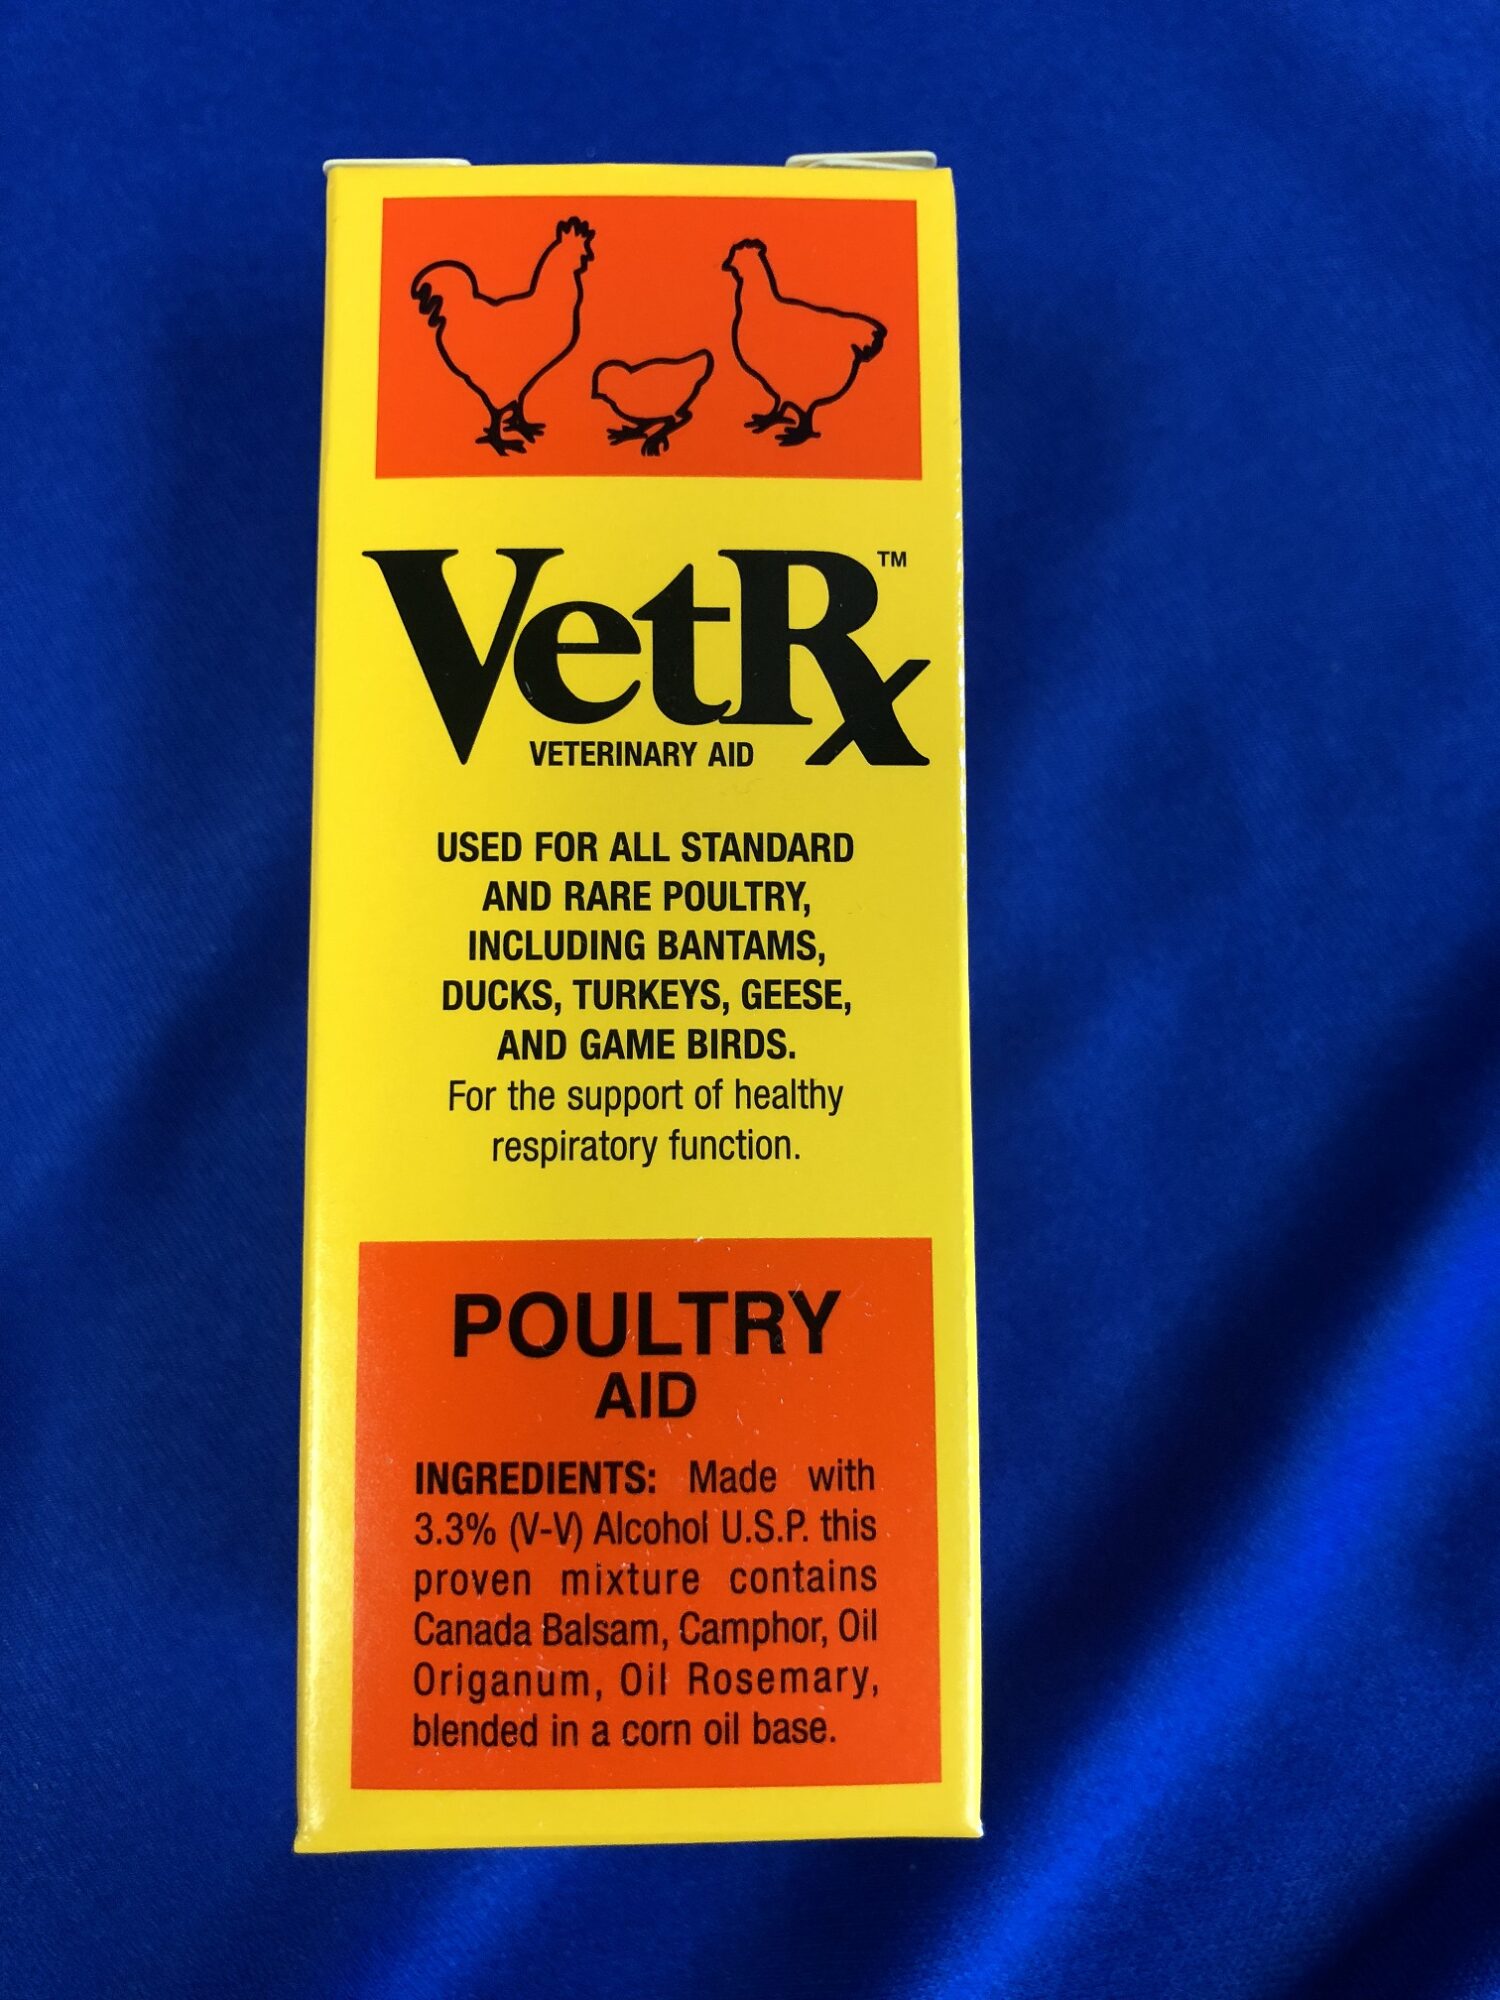 VetRx™
VETERINARY AID
USED FOR ALL STANDARD
AND RARE POULTRY,
INCLUDING BANTAMS,
DUCKS, TURKEYS, GEESE,
AND GAME BIRDS.
For the support of healthy
respiratory function.
POULTRY
AID
INGREDIENTS: Made with
3.3% (V-V) Alcohol U.S.P. this
proven mixture contains
Canada Balsam, Camphor, Oil
Origanum, Oil Rosemary,
blended in a corn oil base.